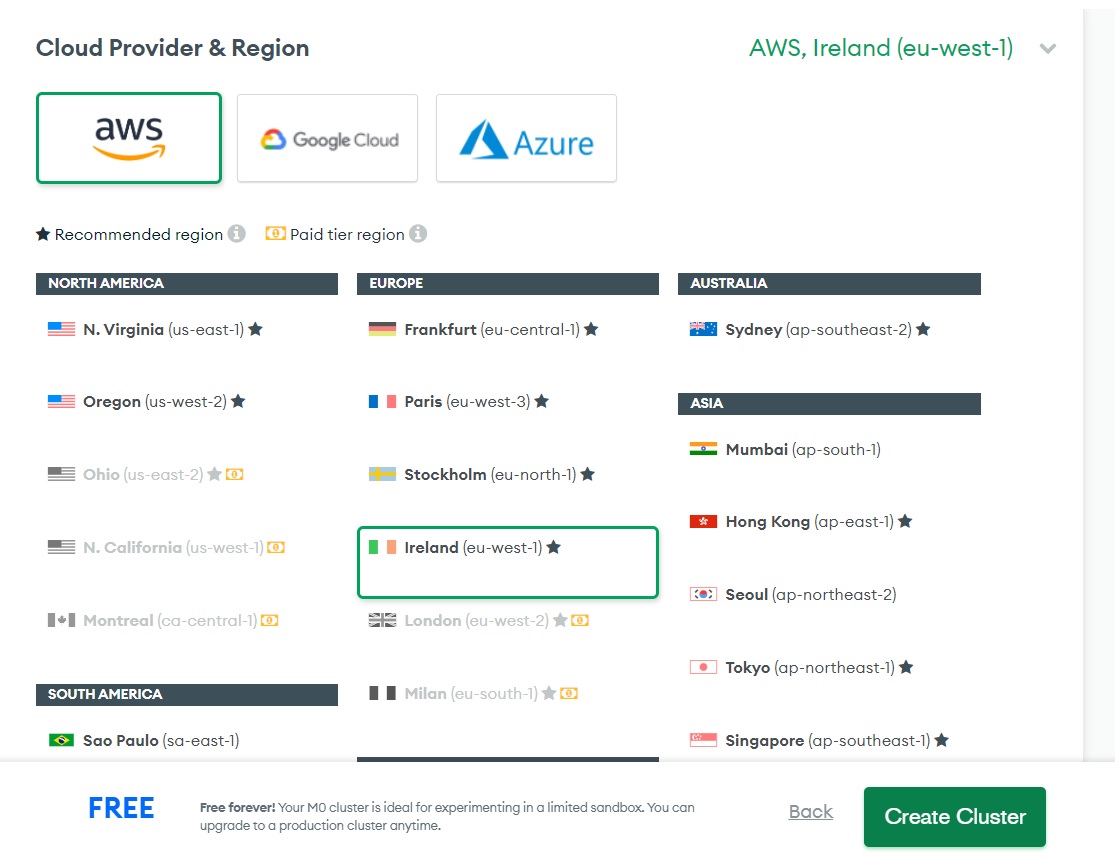 Cloud Provider & Region
AWS, Ireland (eu-west-1)
aws
Google Cloud
Azure
Recommended region
Paid tier region
NORTH AMERICA
N. Virginia (us-east-1)
Oregon (us-west-2)
Ohio (us-east-2)
N. California (us-west-1)
Montreal (ca-central-1)
SOUTH AMERICA
Sao Paulo (sa-east-1)
EUROPE
Frankfurt (eu-central-1)
Paris (eu-west-3)
Stockholm (eu-north-1)
Ireland (eu-west-1)
London (eu-west-2)
Milan (eu-south-1)
AUSTRALIA
Sydney (ap-southeast-2)
ASIA
Mumbai (ap-south-1)
Hong Kong (ap-east-1)
Seoul (ap-northeast-2)
Tokyo (ap-northeast-1)
Singapore (ap-southeast-1)
FREE
Free forever! Your M0 cluster is ideal for experimenting in a limited sandbox. You can
upgrade to a production cluster anytime.
Back
Create Cluster